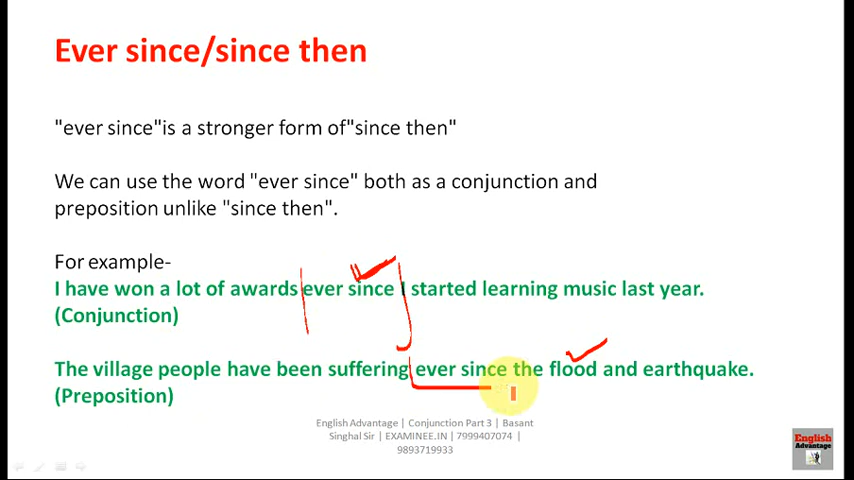 Ever since/since then
"ever since"is a stronger form of"since then"
We can use the word "ever since" both as a conjunction and
preposition unlike "since then".
For example-
I have won a lot of awards ever since I started learning music last year.
(Conjunction)
The village people have been suffering ever since the flood and earthquake.
(Preposition)
English Advantage | Conjunction Part 3 | Basant
Singhal Sir | EXAMINEE.IN | 7999407074 |
9893719933
English
Advantage